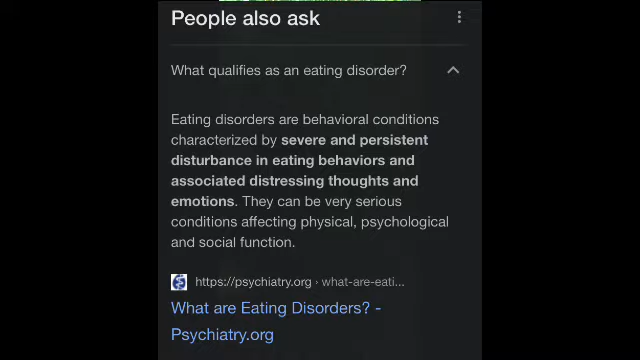 People also ask
What qualifies as an eating disorder?
Eating disorders are behavioral conditions
characterized by severe and persistent
disturbance in eating behaviors and
associated distressing thoughts and
emotions. They can be very serious
conditions affecting physical, psychological
and social function.
https://psychiatry.org › what-are-eati...
What are Eating Disorders? -
Psychiatry.org